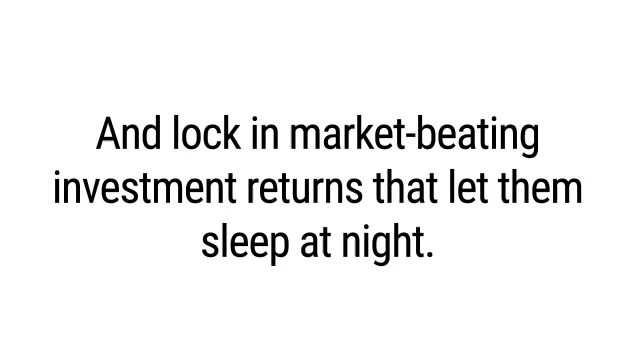 And lock in market-beating
investment returns that let them
sleep at night.